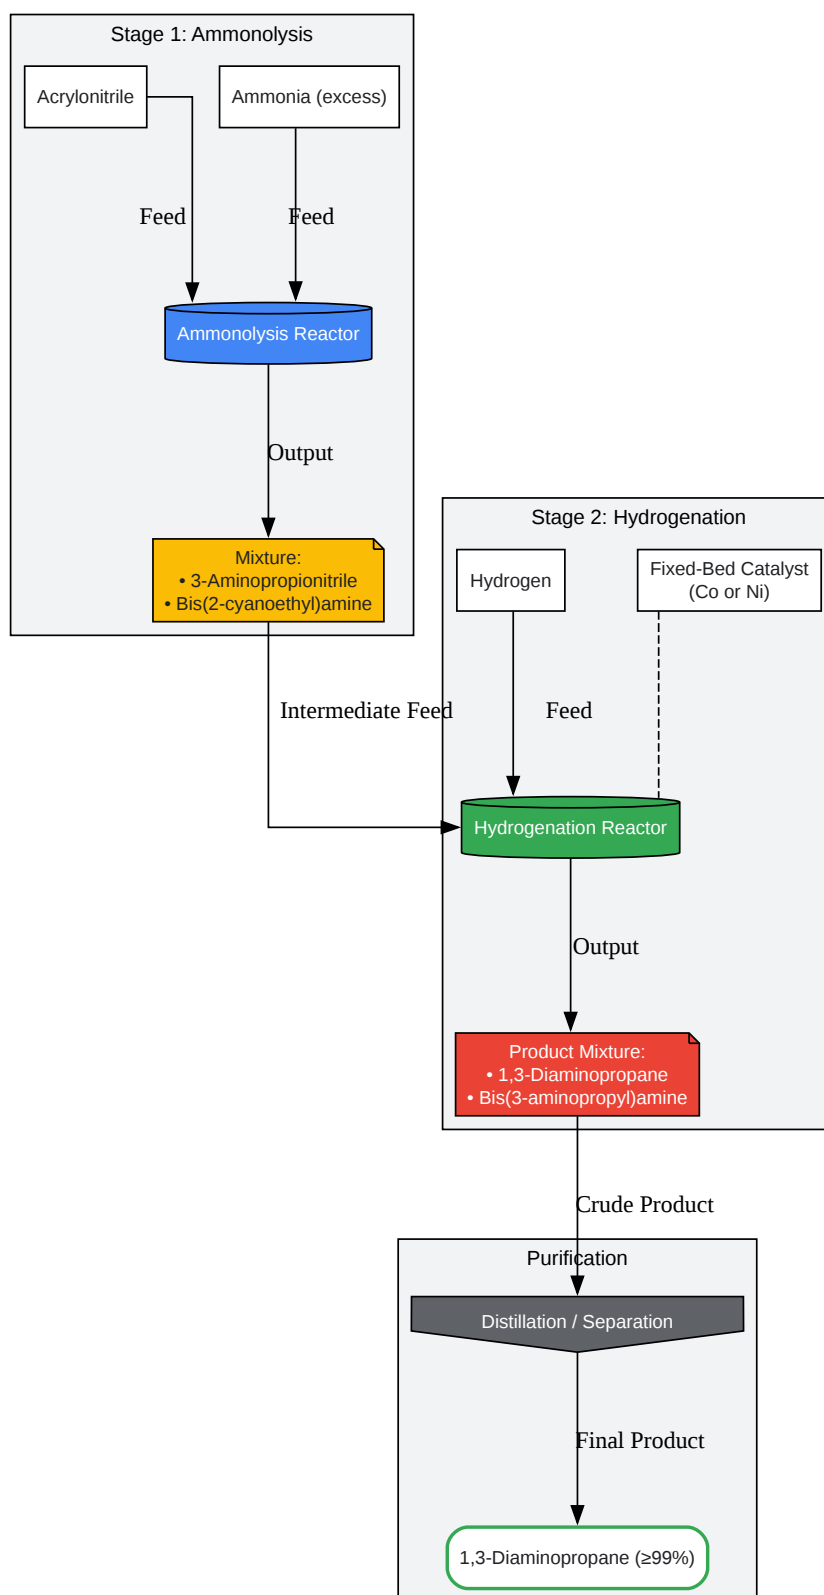 Stage 1: Ammonolysis
Acrylonitrile
Ammonia (excess)
Feed
Feed
Ammonolysis Reactor
Output
Mixture:
• 3-Aminopropionitrile
• Bis(2-cyanoethyl)amine
Stage 2: Hydrogenation
Hydrogen
Fixed-Bed Catalyst
(Co or Ni)
Intermediate Feed
Feed
Hydrogenation Reactor
Output
Product Mixture:
• 1,3-Diaminopropane
• Bis(3-aminopropyl)amine
Crude Product
Purification
Distillation / Separation
Final Product
1,3-Diaminopropane (≥99%)